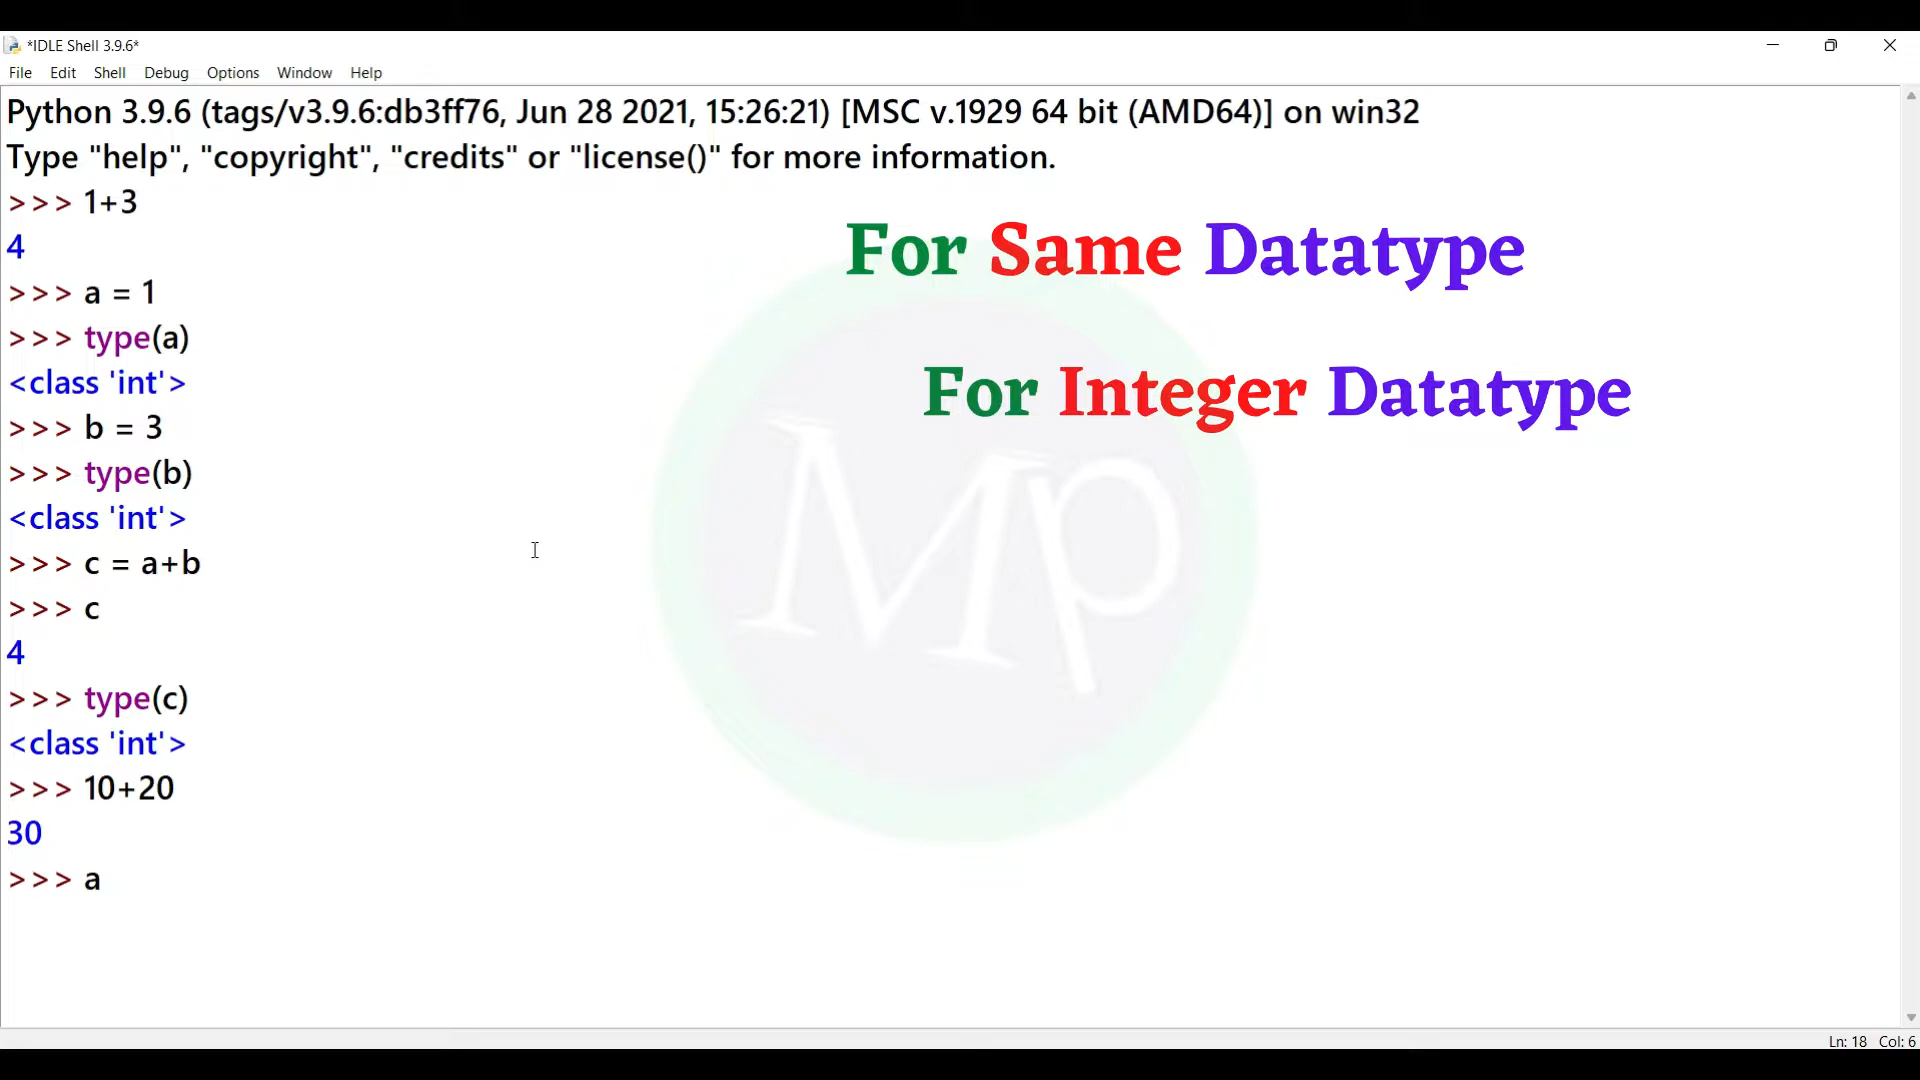 *IDLE Shell 3.9.6*
File Edit Shell Debug Options Window Help
Python 3.9.6 (tags/v3.9.6:db3ff76, Jun 28 2021, 15:26:21) [MSC v.1929 64 bit (AMD64)] on win32
Type "help", "copyright", "credits" or "license()" for more information.
>>> 1+3
4
>>> a = 1
>>> type(a)
<class 'int'>
>>> b = 3
>>> type(b)
<class 'int'>
>>> c = a+b
>>> c
4
>>> type(c)
<class 'int'>
>>> 10+20
30
>>> a
For Same Datatype
For Integer Datatype
Mp
Ln: 18 Col: 6